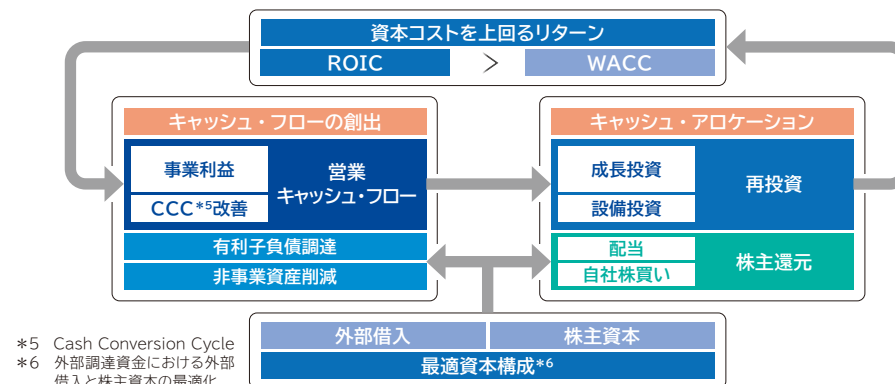 資本コストを上回るリターン
ROIC > WACC
キャッシュ・フローの創出
事業利益
CCC*5改善
営業
キャッシュ・フロー
有利子負債調達
非事業資産削減
キャッシュ・アロケーション
成長投資
設備投資
再投資
配当
自社株買い
株主還元
外部借入
株主資本
最適資本構成*6
*5 Cash Conversion Cycle
*6 外部調達資金における外部
借入と株主資本の最適化